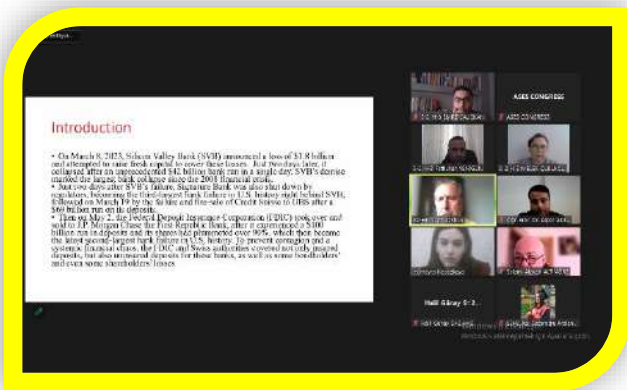 Introduction
• On March 8, 2023, Silicon Valley Bank (SVB) announced a loss of $1.8 billion
and attempted to raise fresh capital to cover these losses. Just two days later, it
collapsed after an unprecedented $42 billion bank run in a single day. SVB's demise
marked the largest bank collapse since the 2008 financial crisis.
• Just two days after SVB's failure, Signature Bank was also shut down by
regulators, becoming the third-largest bank failure in U.S. history right behind SVB,
followed on March 19 by the failure and fire-sale of Credit Suisse to UBS after a
$69 billion run on its deposits.
• Then on May 2, the Federal Deposit Insurance Corporation (FDIC) took over and
sold to J.P. Morgan Chase the First Republic Bank, after it experienced a $100
billion run in deposits and its shares had plummeted over 90%, which then became
the latest second-largest bank failure in U.S. history. To prevent contagion and a
systemic financial chaos, the FDIC and Swiss authorities covered not only insured
deposits, but also uninsured deposits for these banks, as well as some bondholders'
and even some shareholders' losses.
ASES CONGRESS
ASES CONGRESS
Halil Günay